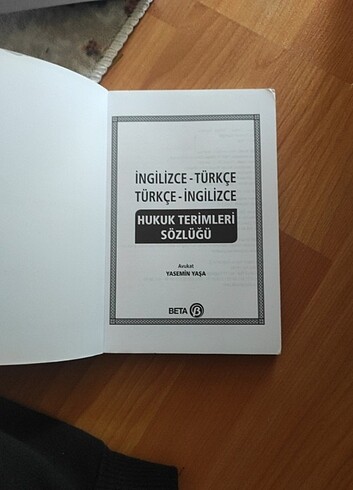 İNGİLİZCE-TÜRKÇE
TÜRKÇE-İNGİLİZCE
HUKUK TERİMLERİ
SÖZLÜĞÜ
Avukat
YASEMİN YAŞA
BETA B